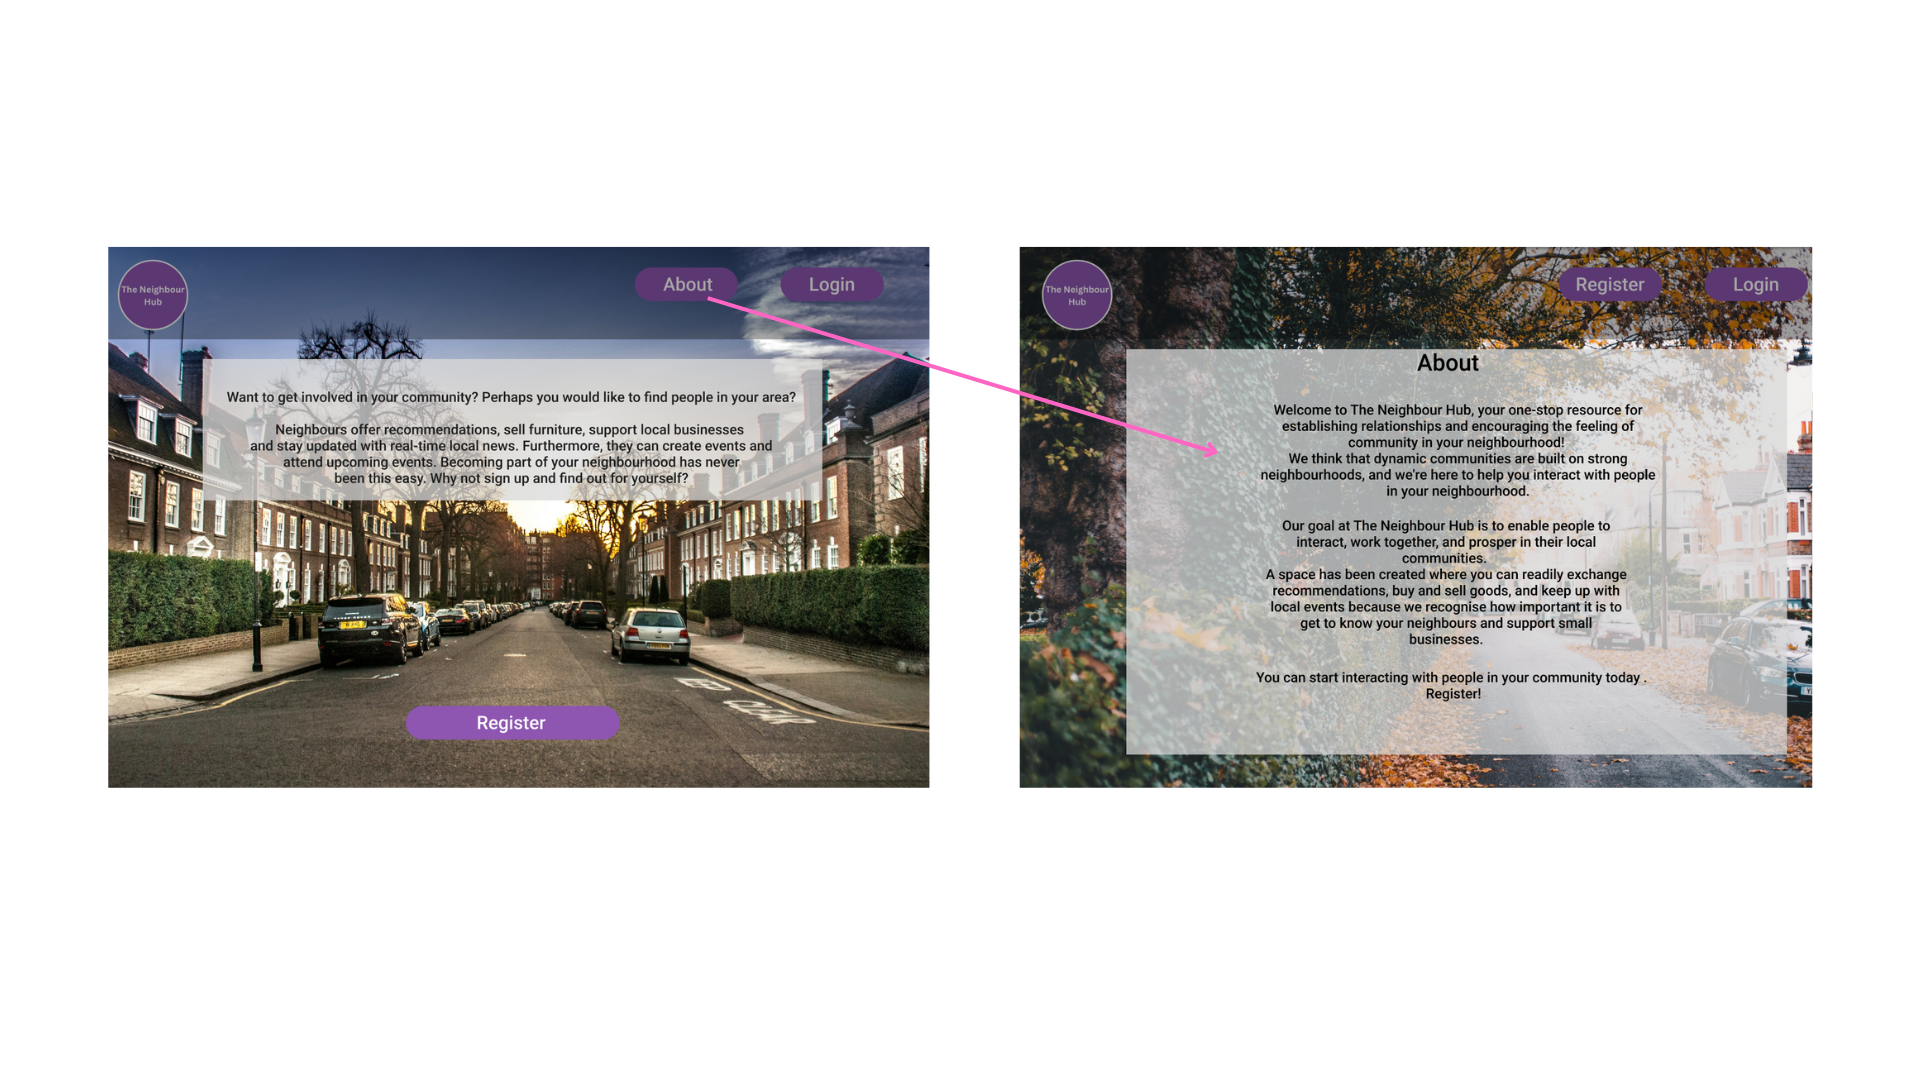 The Neighbour
Hub
About
Login
Want to get involved in your community? Perhaps you would like to find people in your area?
Neighbours offer recommendations, sell furniture, support local businesses
and stay updated with real-time local news. Furthermore, they can create events and
attend upcoming events. Becoming part of your neighbourhood has never
been this easy. Why not sign up and find out for yourself?
KEEP
CLEAR
Register
The Neighbour
Hub
Register
Login
About
Welcome to The Neighbour Hub, your one-stop resource for
establishing relationships and encouraging the feeling of
community in your neighbourhood!
We think that dynamic communities are built on strong
neighbourhoods, and we're here to help you interact with people
in your neighbourhood.
Our goal at The Neighbour Hub is to enable people to
interact, work together, and prosper in their local
communities.
A space has been created where you can readily exchange
recommendations, buy and sell goods, and keep up with
local events because we recognise how important it is to
get to know your neighbours and support small
businesses.
You can start interacting with people in your community today .
Register!